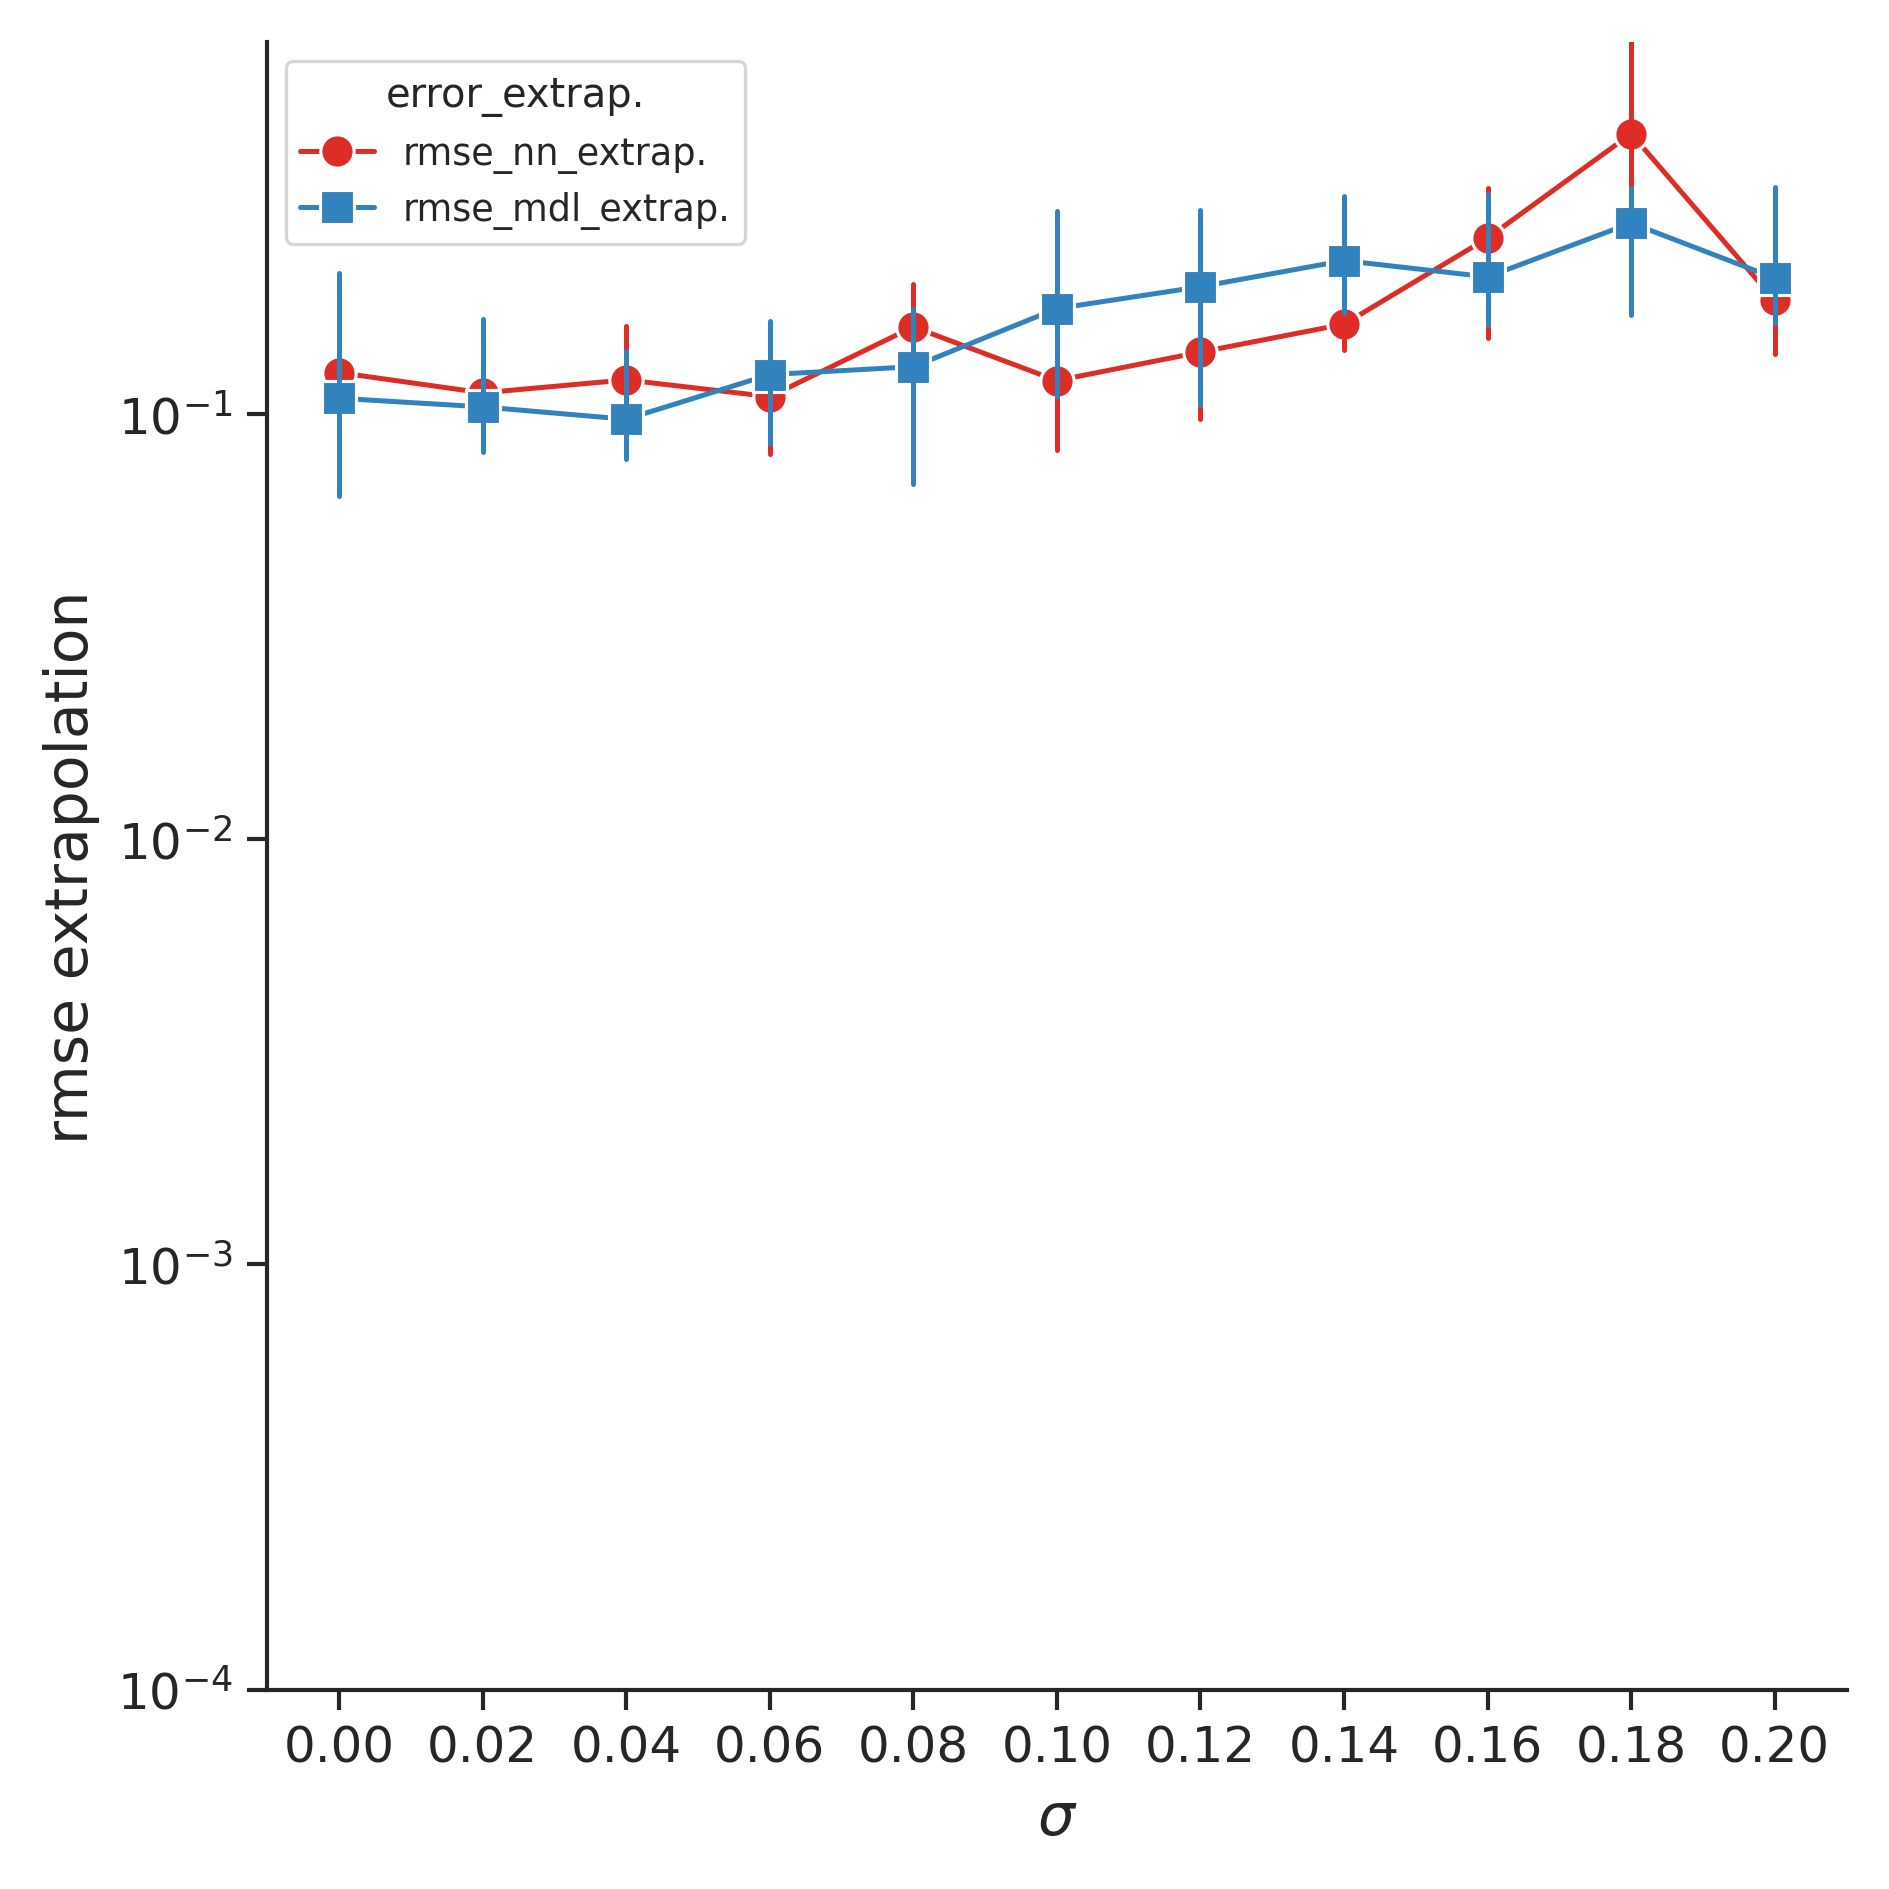 error_extrap.
rmse_nn_extrap.
rmse_mdl_extrap.
rmse extrapolation
10⁻¹
10⁻²
10⁻³
10⁻⁴
0.00 0.02 0.04 0.06 0.08 0.10 0.12 0.14 0.16 0.18 0.20
σ